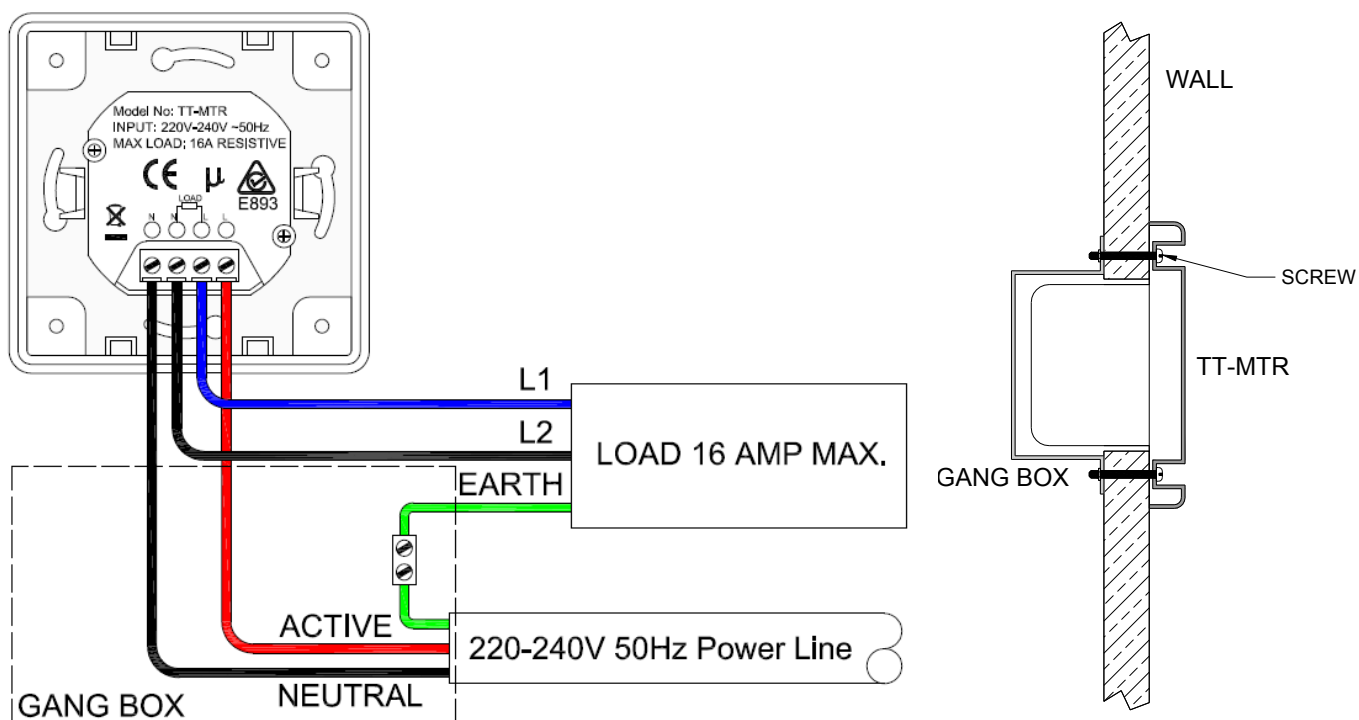 Model No: TT-MTR
INPUT: 220V-240V ~50Hz
MAX LOAD; 16A RESISTIVE
CE μ
E893
LOAD
N N L L
L1
L2
LOAD 16 AMP MAX.
EARTH
ACTIVE
220-240V 50Hz Power Line
NEUTRAL
GANG BOX
WALL
SCREW
TT-MTR
GANG BOX